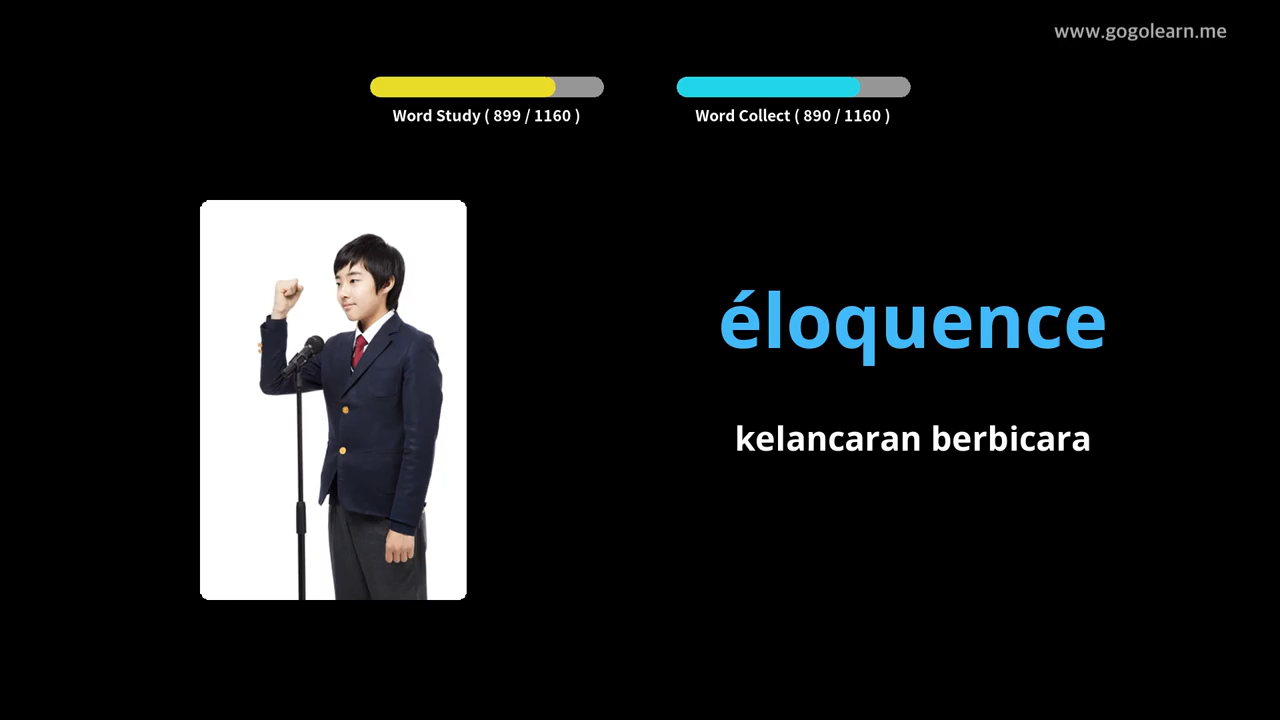 www.gogolearn.me
Word Study ( 899 / 1160 )
Word Collect ( 890 / 1160 )
éloquence
kelancaran berbicara